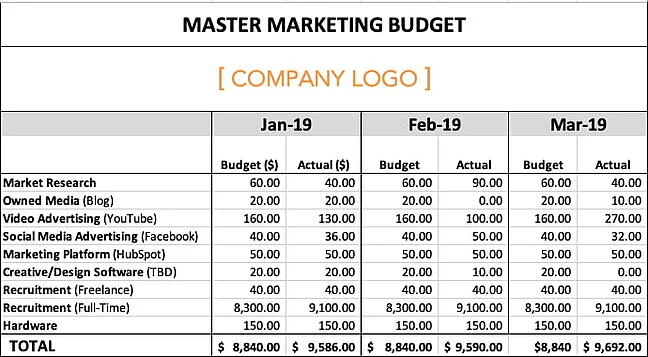 MASTER MARKETING BUDGET
[ COMPANY LOGO ]
Jan-19 Feb-19 Mar-19
Budget ($) Actual ($) Budget Actual Budget Actual
Market Research 60.00 40.00 60.00 90.00 60.00 40.00
Owned Media (Blog) 20.00 20.00 20.00 0.00 20.00 10.00
Video Advertising (YouTube) 160.00 130.00 160.00 100.00 160.00 270.00
Social Media Advertising (Facebook) 40.00 36.00 40.00 50.00 40.00 32.00
Marketing Platform (HubSpot) 50.00 50.00 50.00 50.00 50.00 50.00
Creative/Design Software (TBD) 20.00 20.00 20.00 10.00 20.00 0.00
Recruitment (Freelance) 40.00 40.00 40.00 40.00 40.00 40.00
Recruitment (Full-Time) 8,300.00 9,100.00 8,300.00 9,100.00 8,300.00 9,100.00
Hardware 150.00 150.00 150.00 150.00 150.00 150.00
TOTAL $ 8,840.00 $ 9,586.00 $ 8,840.00 $ 9,590.00 $8,840 $ 9,692.00